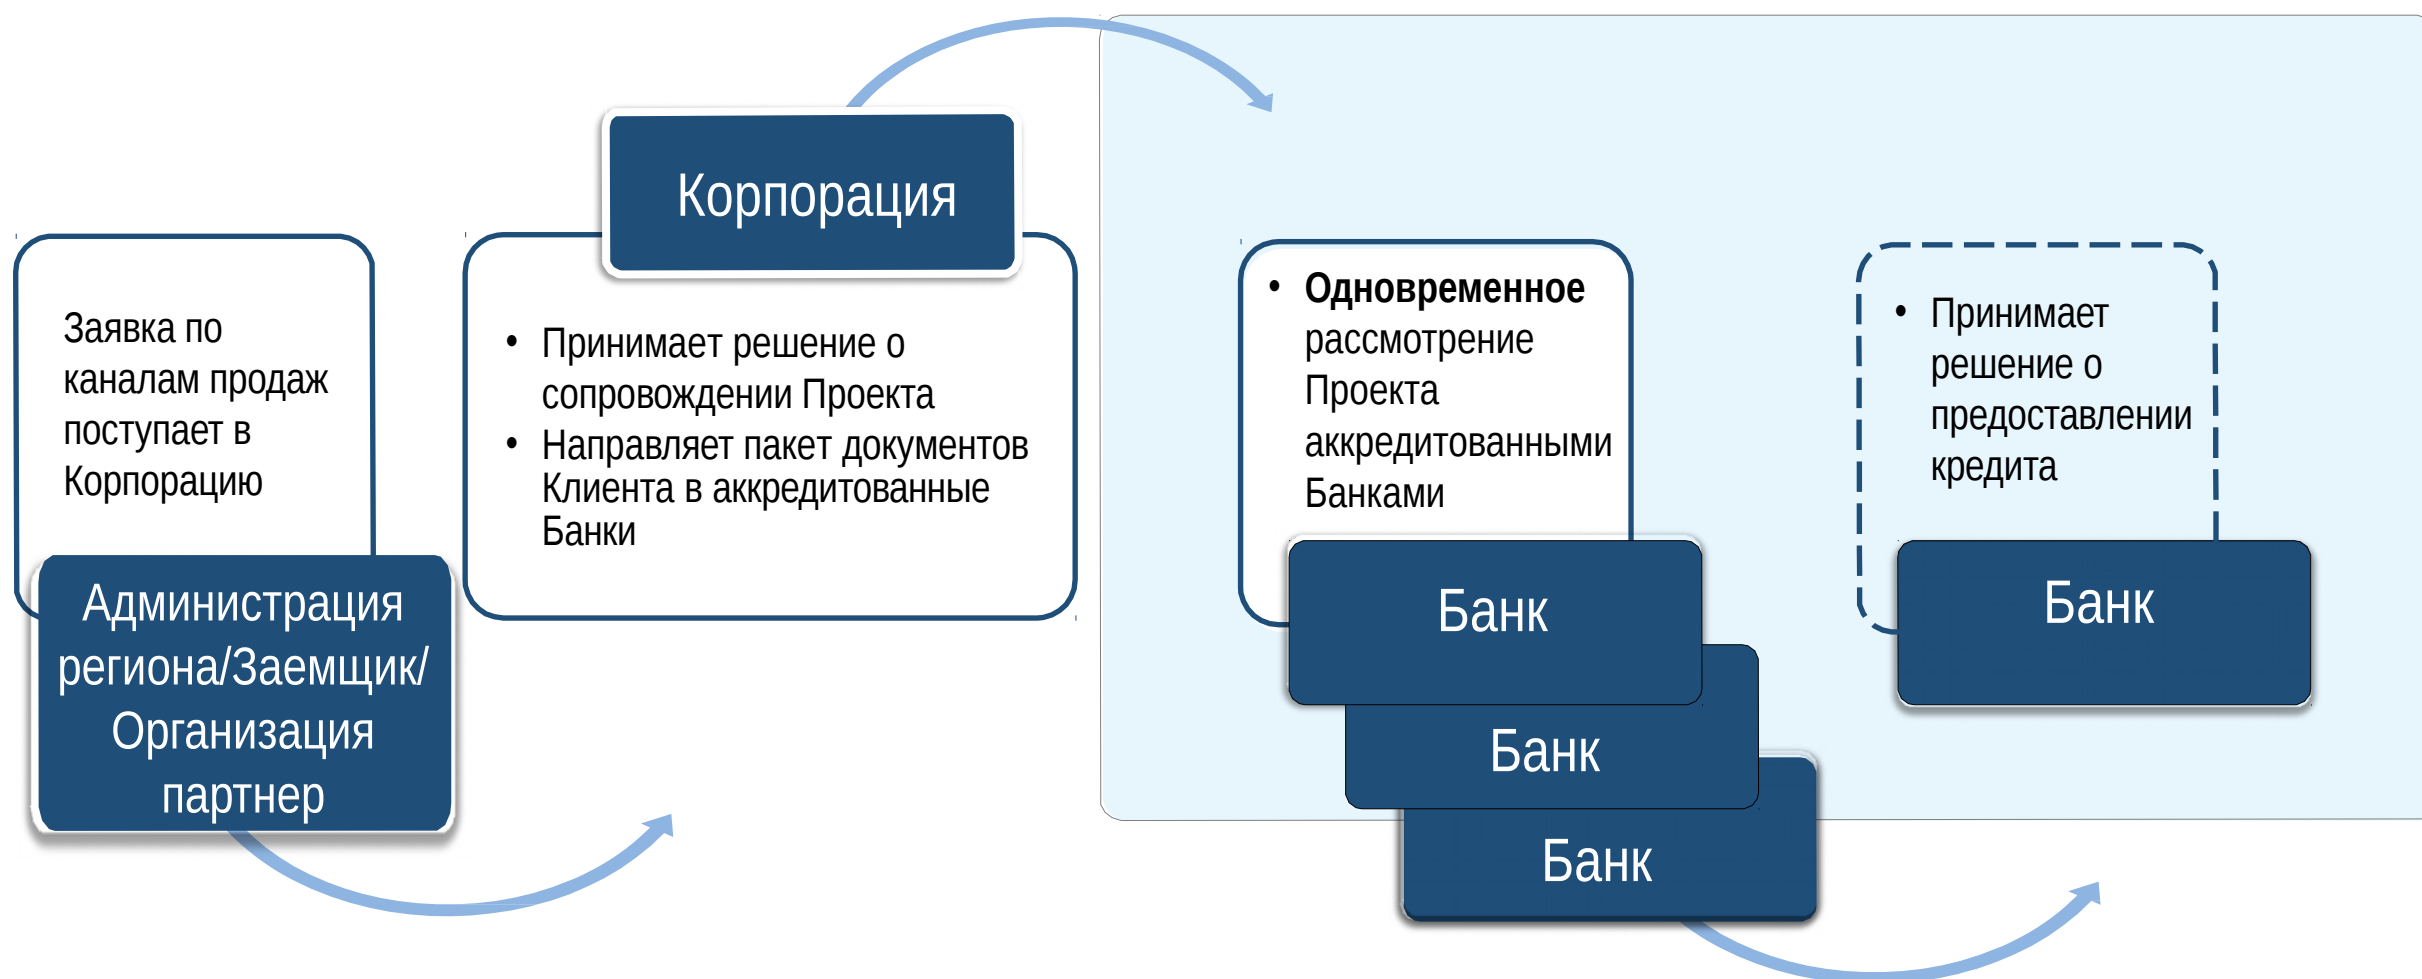 Заявка по
каналам продаж
поступает в
Корпорацию
Администрация
региона/Заемщик/
Организация
партнер
Корпорация
• Принимает решение о
сопровождении Проекта
• Направляет пакет документов
Клиента в аккредитованные
Банки
• Одновременное
рассмотрение
Проекта
аккредитованными
Банками
Банк
Банк
Банк
• Принимает
решение о
предоставлении
кредита
Банк